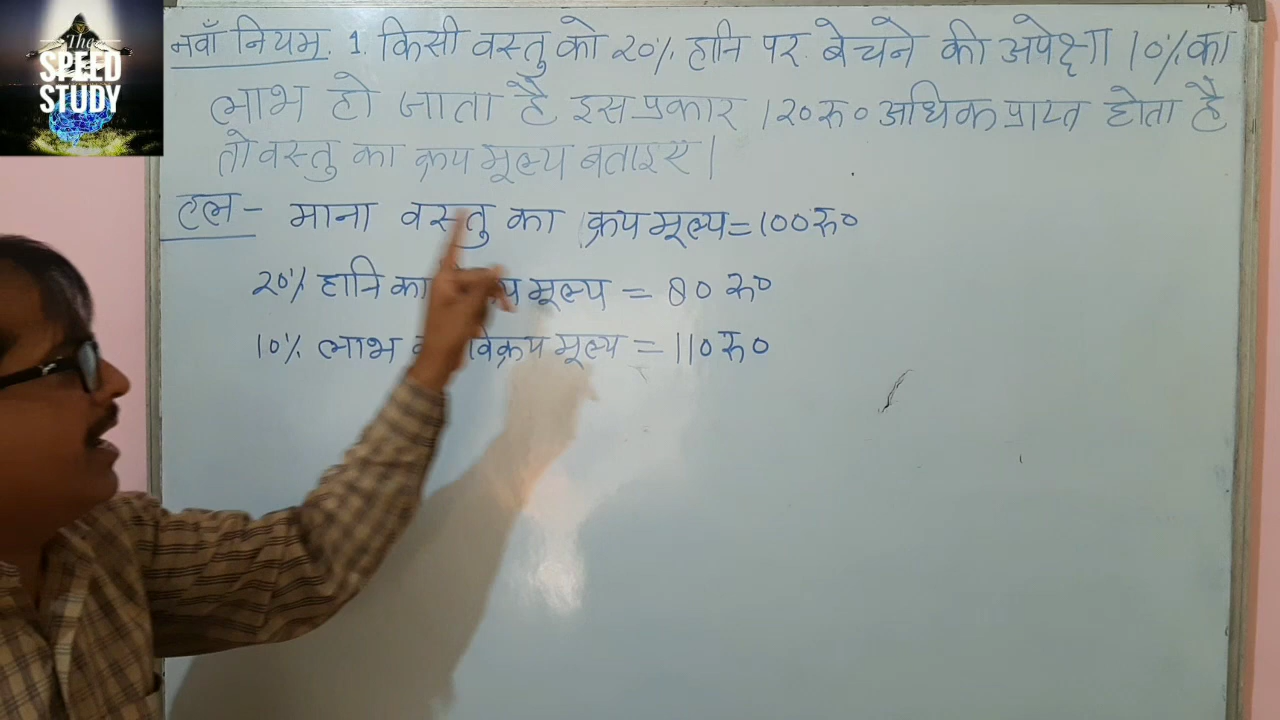 The
SPEED
STUDY
नवाँ नियम. 1. किसी वस्तु को 20% हानि पर बेचने की अपेक्षा 10% का
लाभ हो जाता है इस प्रकार 120 रु० अधिक प्राप्त होता है
तो वस्तु का क्रय मूल्य बताइए।
हल- माना वस्तु का क्रय मूल्य = 100 रु०
20% हानि का मूल्य = 80 रु०
10% लाभ विक्रय मूल्य = 110 रु०